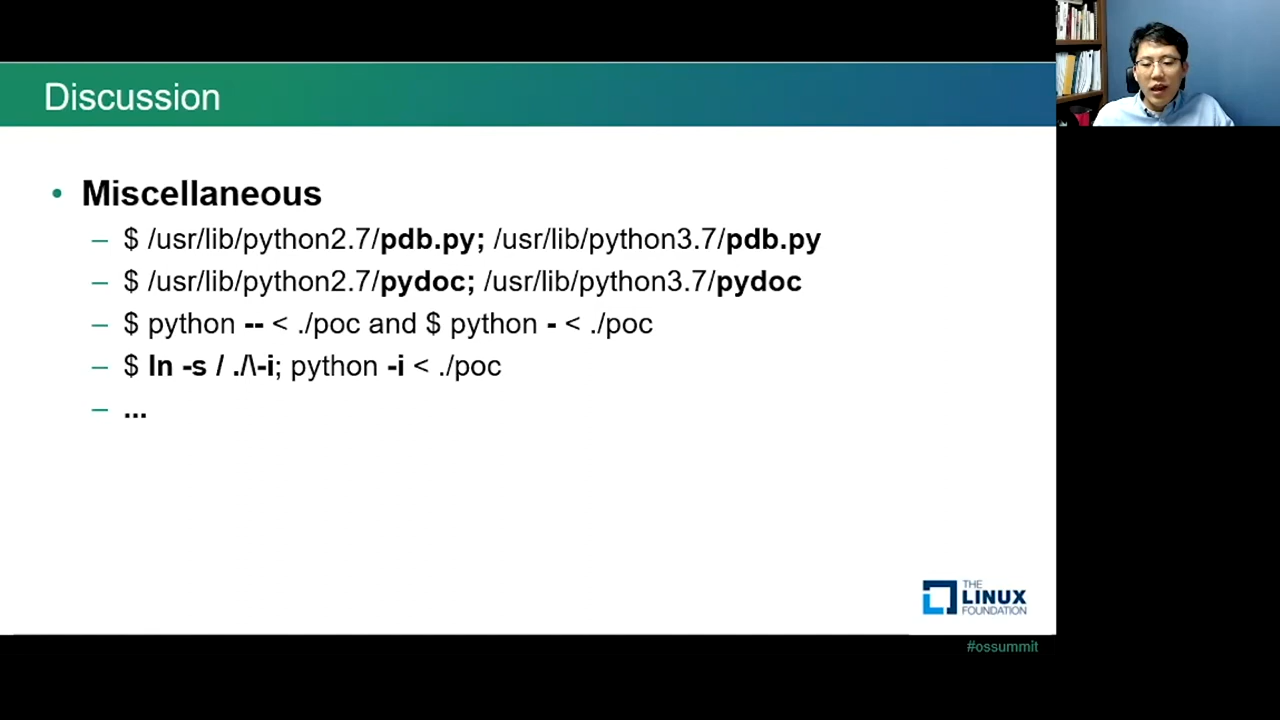 Discussion
• Miscellaneous
– $ /usr/lib/python2.7/pdb.py; /usr/lib/python3.7/pdb.py
– $ /usr/lib/python2.7/pydoc; /usr/lib/python3.7/pydoc
– $ python -- < ./poc and $ python - < ./poc
– $ ln -s / ./\-i; python -i < ./poc
– ...
THE
LINUX
FOUNDATION
#ossummit